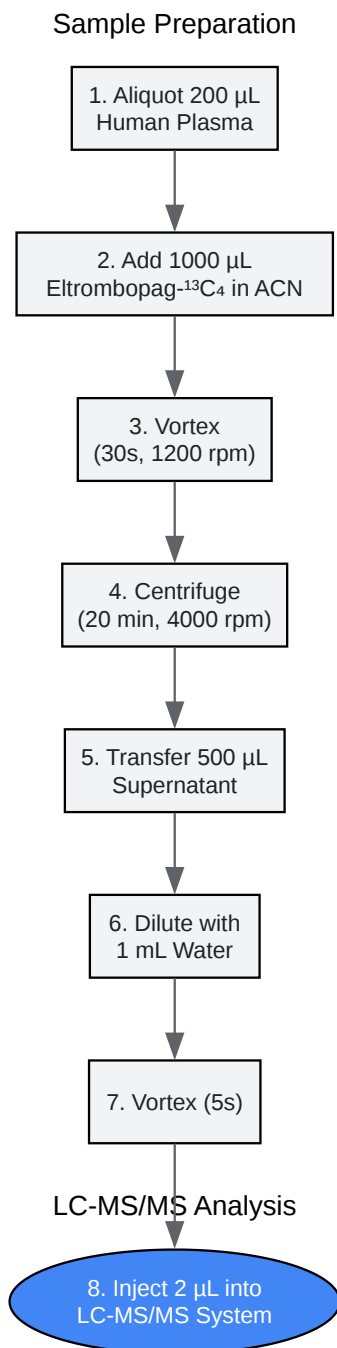 Sample Preparation
1. Aliquot 200 µL
Human Plasma
2. Add 1000 µL
Eltrombopag-¹³C₄ in ACN
3. Vortex
(30s, 1200 rpm)
4. Centrifuge
(20 min, 4000 rpm)
5. Transfer 500 µL
Supernatant
6. Dilute with
1 mL Water
7. Vortex (5s)
LC-MS/MS Analysis
8. Inject 2 µL into
LC-MS/MS System